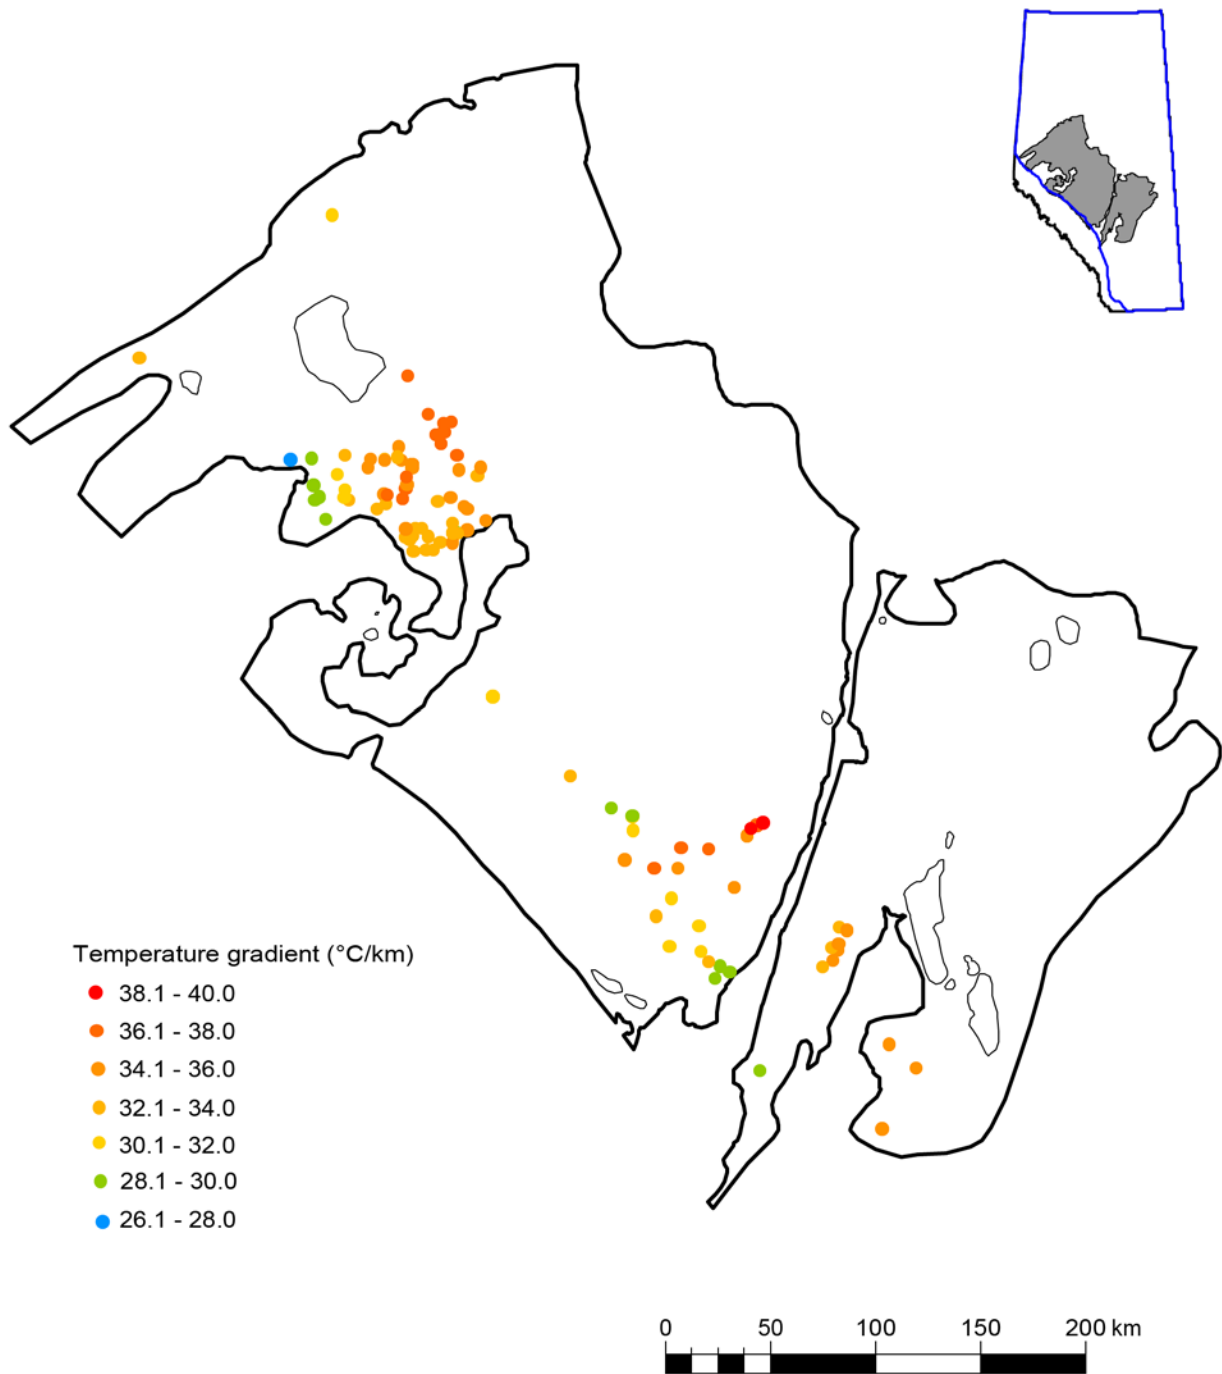 Temperature gradient (°C/km)
38.1 - 40.0
36.1 - 38.0
34.1 - 36.0
32.1 - 34.0
30.1 - 32.0
28.1 - 30.0
26.1 - 28.0
0 50 100 150 200 km